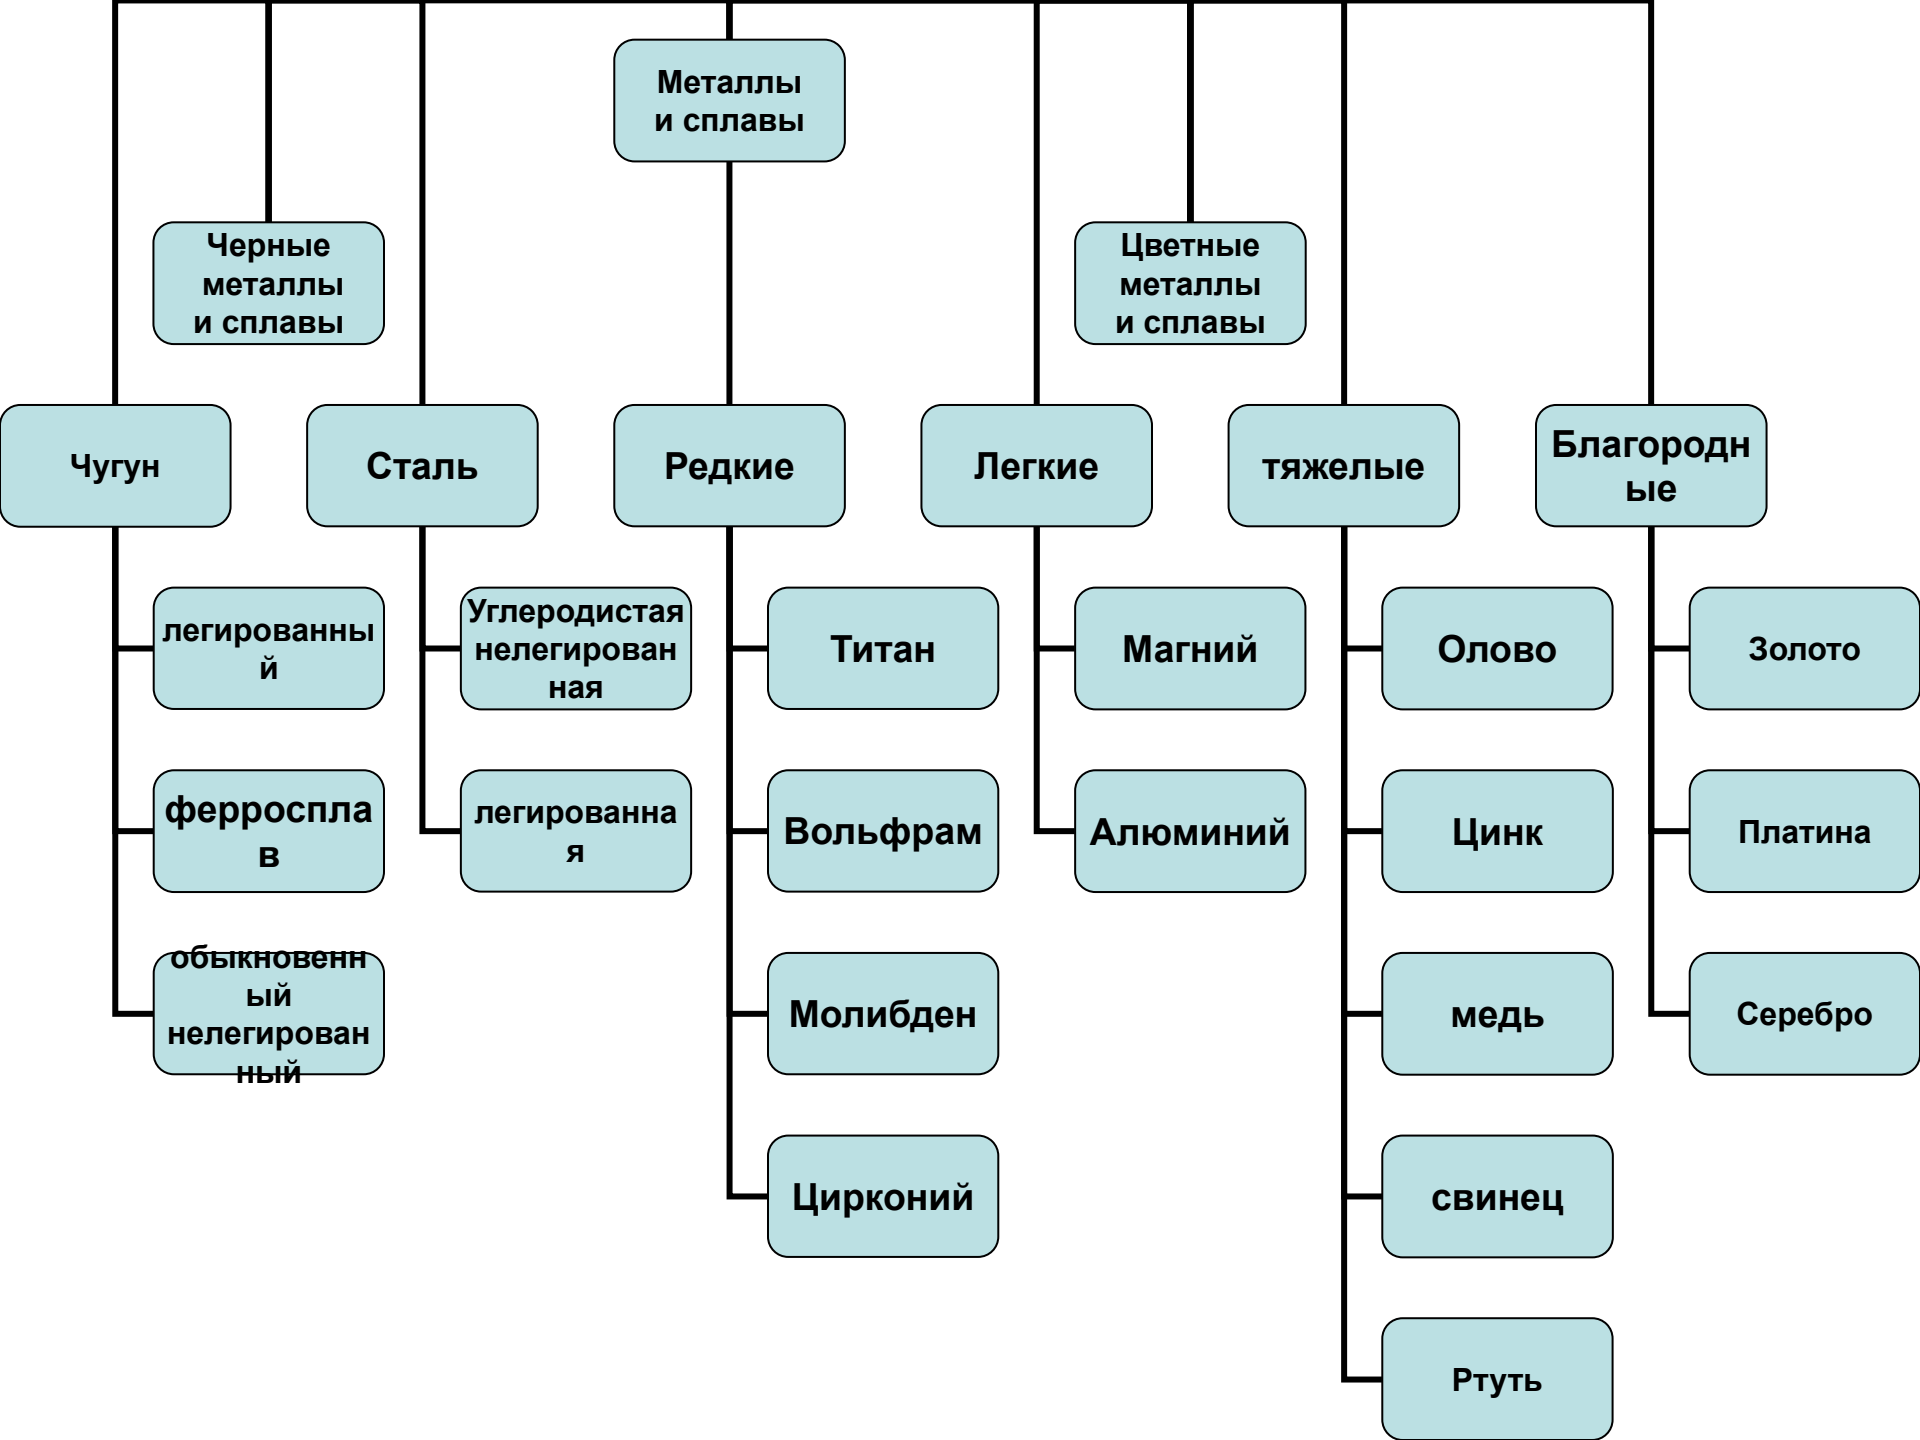 Металлы
и сплавы
Черные
металлы
и сплавы
Цветные
металлы
и сплавы
Чугун
Сталь
Редкие
Легкие
тяжелые
Благородн
ые
легированны
й
Углеродистая
нелегирован
ная
Титан
Магний
Олово
Золото
ферроспла
в
легированна
я
Вольфрам
Алюминий
Цинк
Платина
обыкновенн
ый
нелегирован
ный
Молибден
медь
Серебро
Цирконий
свинец
Ртуть